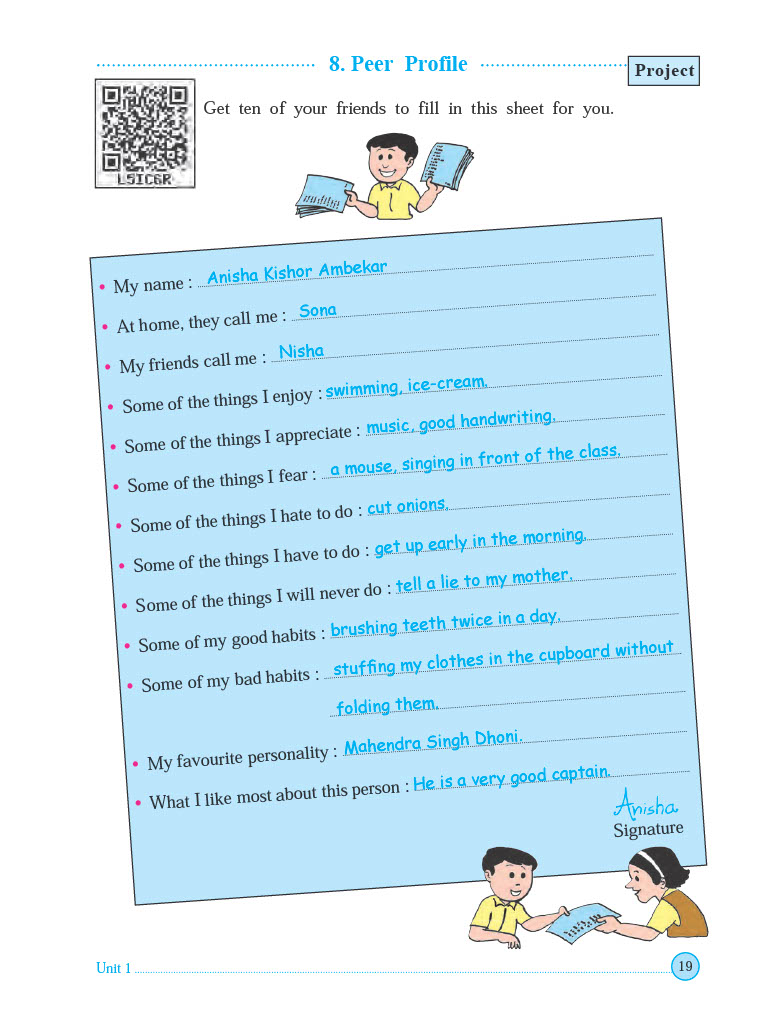 8. Peer Profile
Project
L5IC6R
Get ten of your friends to fill in this sheet for you.
• My name : Anisha Kishor Ambekar
• At home, they call me : Sona
• My friends call me : Nisha
• Some of the things I enjoy : swimming, ice-cream.
• Some of the things I appreciate : music, good handwriting.
• Some of the things I fear : a mouse, singing in front of the class.
• Some of the things I hate to do : cut onions.
• Some of the things I have to do : get up early in the morning.
• Some of the things I will never do : tell a lie to my mother.
• Some of my good habits : brushing teeth twice in a day.
• Some of my bad habits : stuffing my clothes in the cupboard without
folding them.
• My favourite personality : Mahendra Singh Dhoni.
• What I like most about this person : He is a very good captain.
Anisha
Signature
Unit 1
19